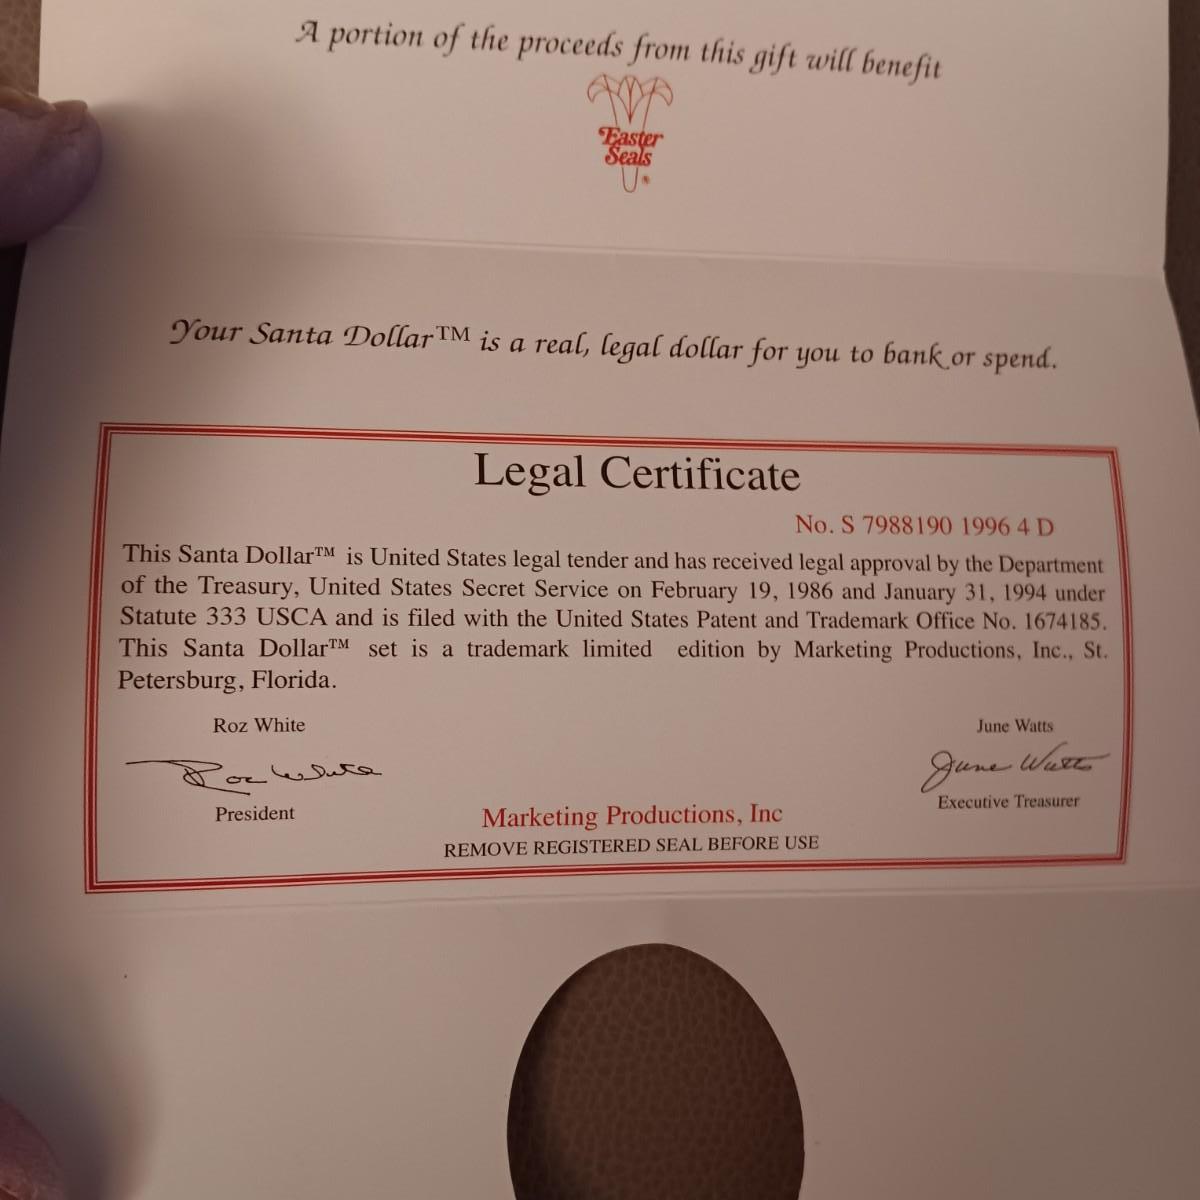 A portion of the proceeds from this gift will benefit
Easter
Seals
®
Your Santa Dollar™ is a real, legal dollar for you to bank or spend.
Legal Certificate
No. S 7988190 1996 4 D
This Santa Dollar™ is United States legal tender and has received legal approval by the Department
of the Treasury, United States Secret Service on February 19, 1986 and January 31, 1994 under
Statute 333 USCA and is filed with the United States Patent and Trademark Office No. 1674185.
This Santa Dollar™ set is a trademark limited edition by Marketing Productions, Inc., St.
Petersburg, Florida.
Roz White
June Watts
Roz White
June Watts
President
Executive Treasurer
Marketing Productions, Inc
REMOVE REGISTERED SEAL BEFORE USE